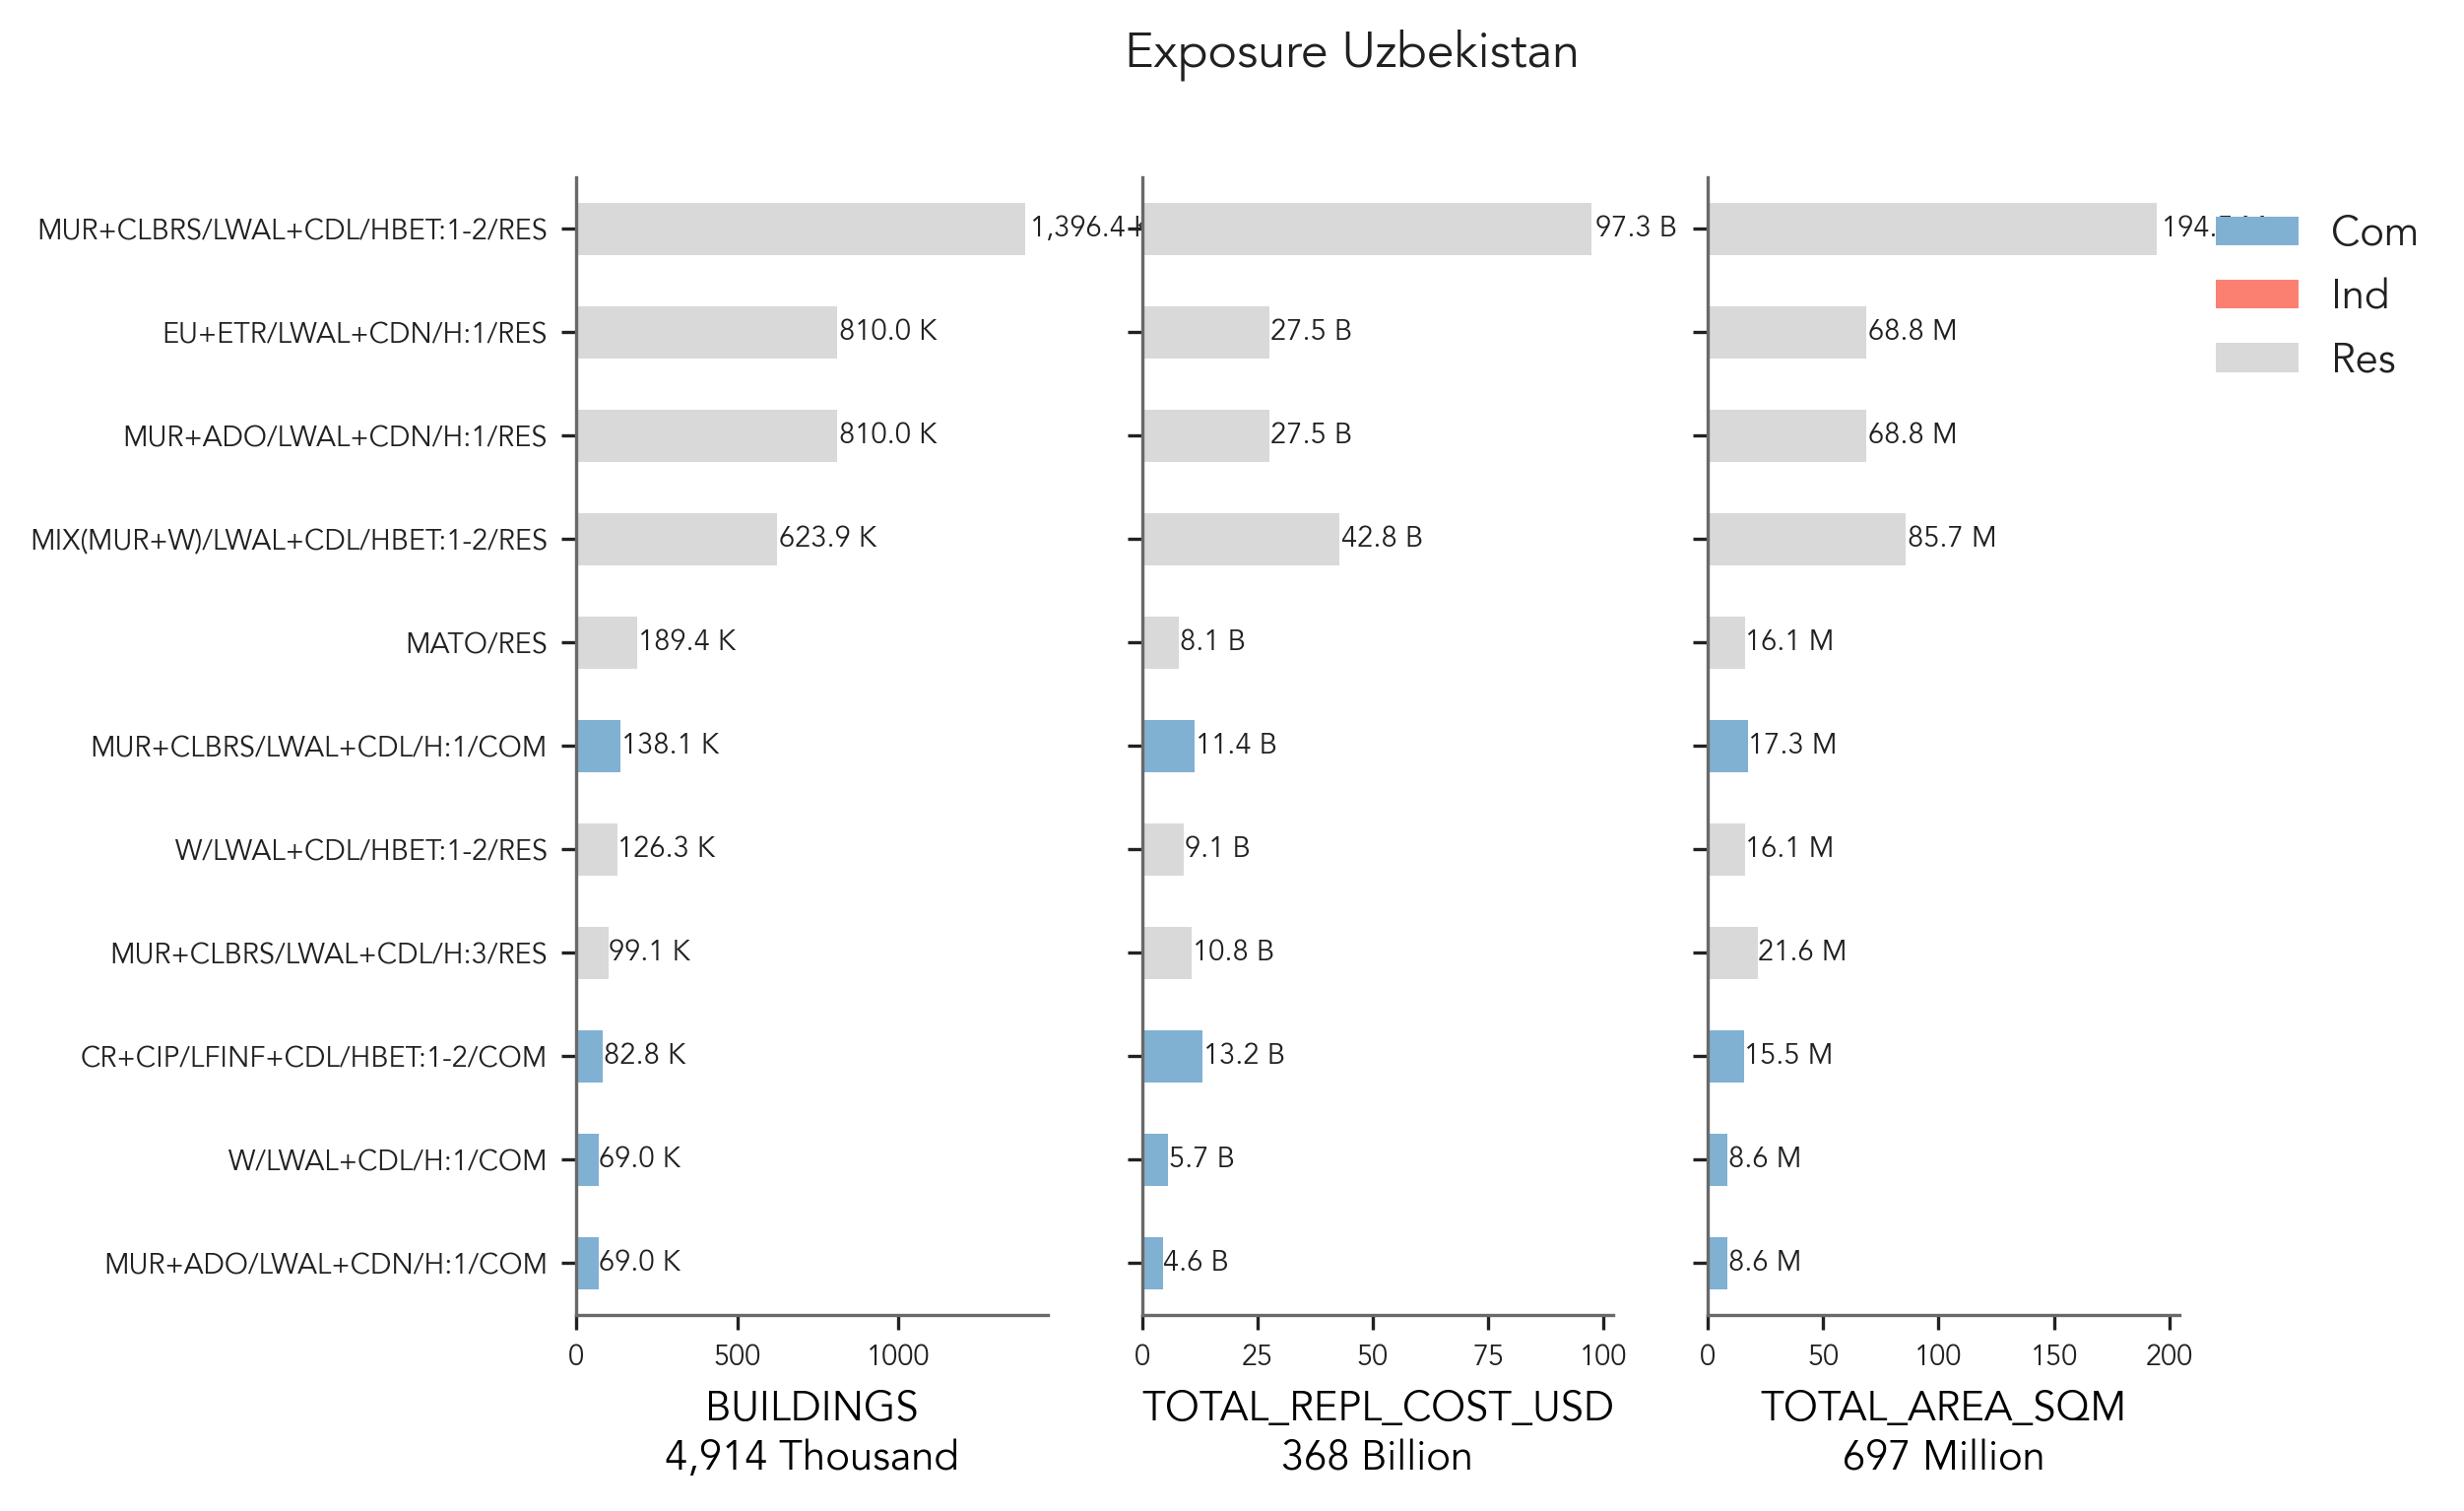 Exposure Uzbekistan
MUR+CLBRS/LWAL+CDL/HBET:1-2/RES 1,396.4 97.3 B 194. Com
Ind
EU+ETR/LWAL+CDN/H:1/RES 810.0 K 27.5 B 68.8 M
Res
MUR+ADO/LWAL+CDN/H:1/RES 810.0 K 27.5 B 68.8 M
MIX(MUR+W)/LWAL+CDL/HBET:1-2/RES 623.9 K 42.8 B 85.7 M
MATO/RES 189.4 K 8.1 B 16.1 M
MUR+CLBRS/LWAL+CDL/H:1/COM 138.1 K 11.4 B 17.3 M
W/LWAL+CDL/HBET:1-2/RES 126.3 K 9.1 B 16.1 M
MUR+CLBRS/LWAL+CDL/H:3/RES 99.1 K 10.8 B 21.6 M
CR+CIP/LFINF+CDL/HBET:1-2/COM 82.8 K 13.2 B 15.5 M
W/LWAL+CDL/H:1/COM 69.0 K 5.7 B 8.6 M
MUR+ADO/LWAL+CDN/H:1/COM 69.0 K 4.6 B 8.6 M
0 500 1000 0 25 50 75 100 0 50 100 150 200
BUILDINGS TOTAL_REPL_COST_USD TOTAL_AREA_SQM
4,914 Thousand 368 Billion 697 Million